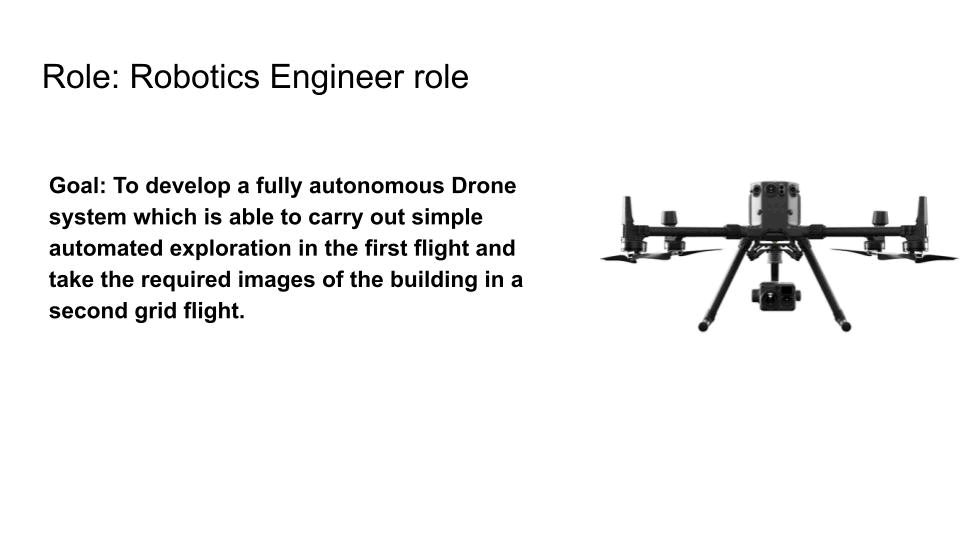 Role: Robotics Engineer role
Goal: To develop a fully autonomous Drone
system which is able to carry out simple
automated exploration in the first flight and
take the required images of the building in a
second grid flight.